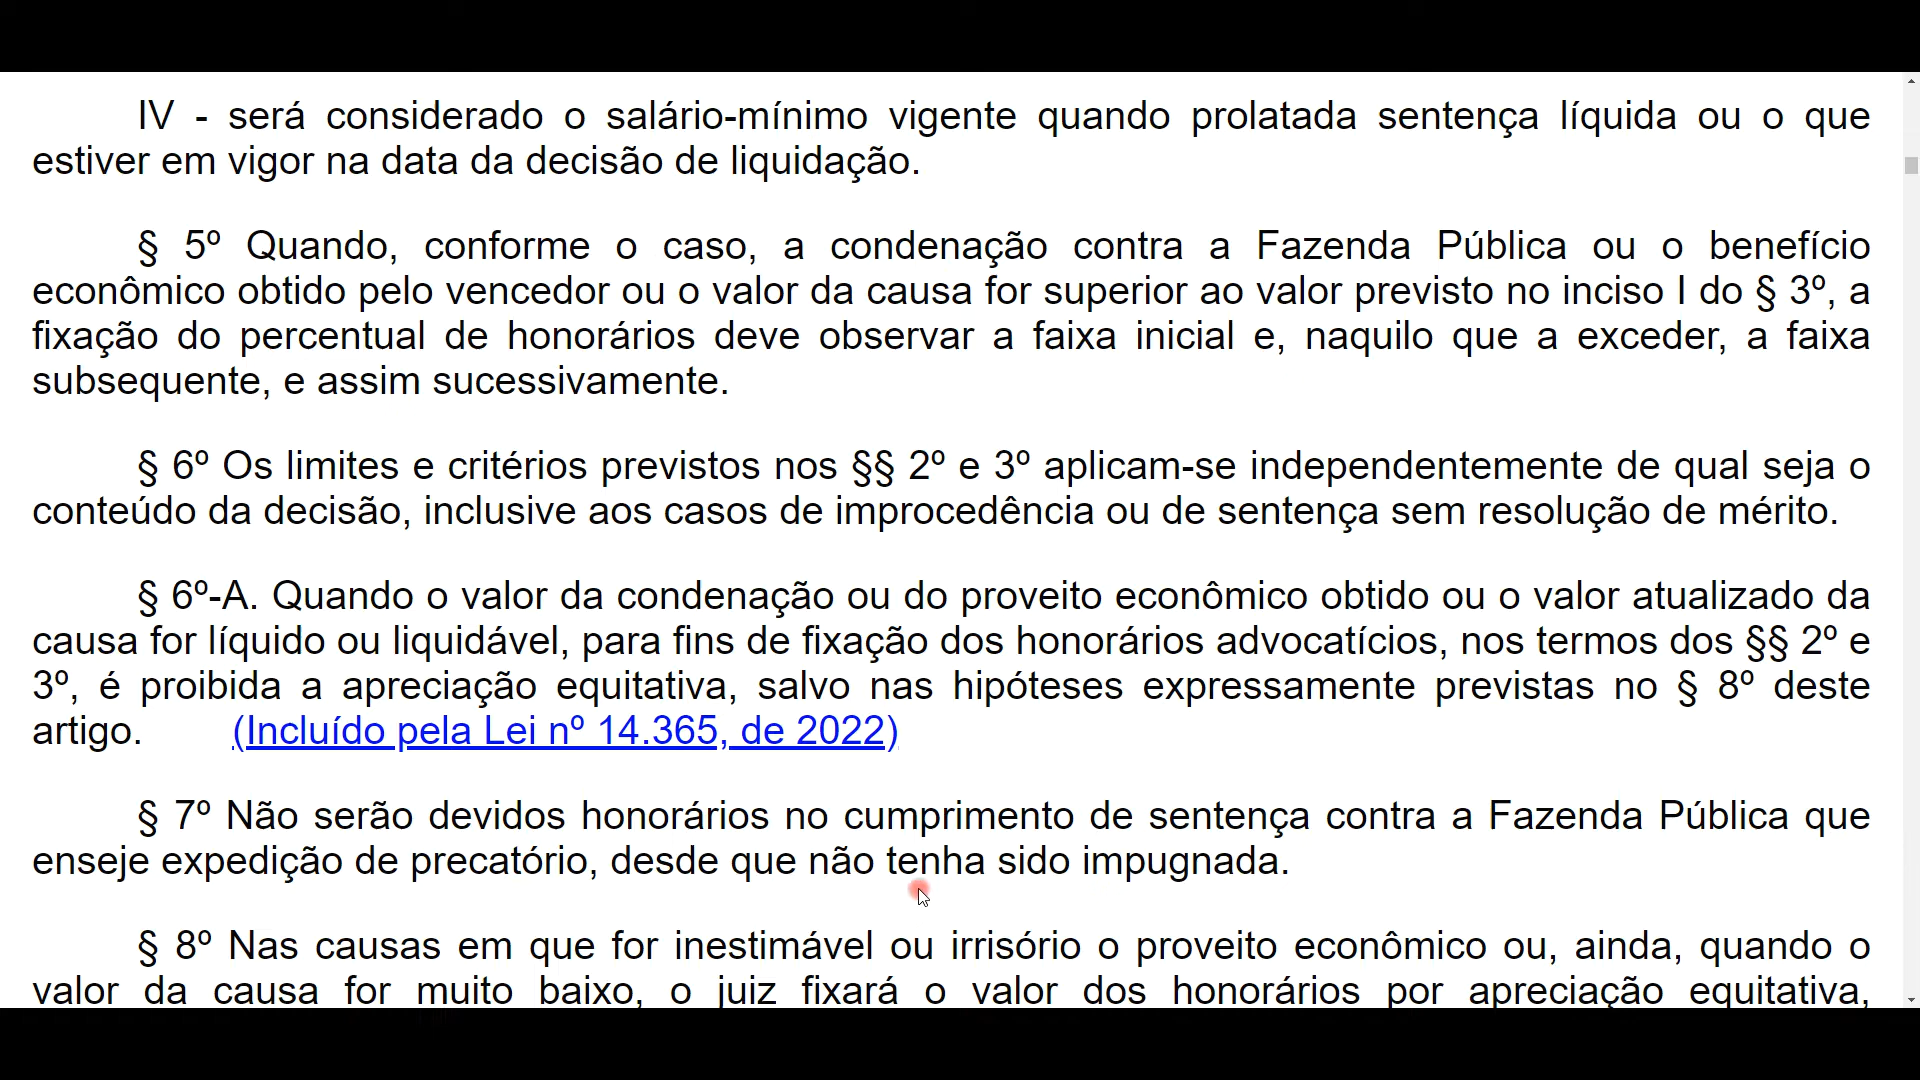 IV - será considerado o salário-mínimo vigente quando prolatada sentença líquida ou o que
estiver em vigor na data da decisão de liquidação.
§ 5º Quando, conforme o caso, a condenação contra a Fazenda Pública ou o benefício
econômico obtido pelo vencedor ou o valor da causa for superior ao valor previsto no inciso I do § 3º, a
fixação do percentual de honorários deve observar a faixa inicial e, naquilo que a exceder, a faixa
subsequente, e assim sucessivamente.
§ 6º Os limites e critérios previstos nos §§ 2º e 3º aplicam-se independentemente de qual seja o
conteúdo da decisão, inclusive aos casos de improcedência ou de sentença sem resolução de mérito.
§ 6º-A. Quando o valor da condenação ou do proveito econômico obtido ou o valor atualizado da
causa for líquido ou liquidável, para fins de fixação dos honorários advocatícios, nos termos dos §§ 2º e
3º, é proibida a apreciação equitativa, salvo nas hipóteses expressamente previstas no § 8º deste
artigo. (Incluído pela Lei nº 14.365, de 2022)
§ 7º Não serão devidos honorários no cumprimento de sentença contra a Fazenda Pública que
enseje expedição de precatório, desde que não tenha sido impugnada.
§ 8º Nas causas em que for inestimável ou irrisório o proveito econômico ou, ainda, quando o
valor da causa for muito baixo, o juiz fixará o valor dos honorários por apreciação equitativa,